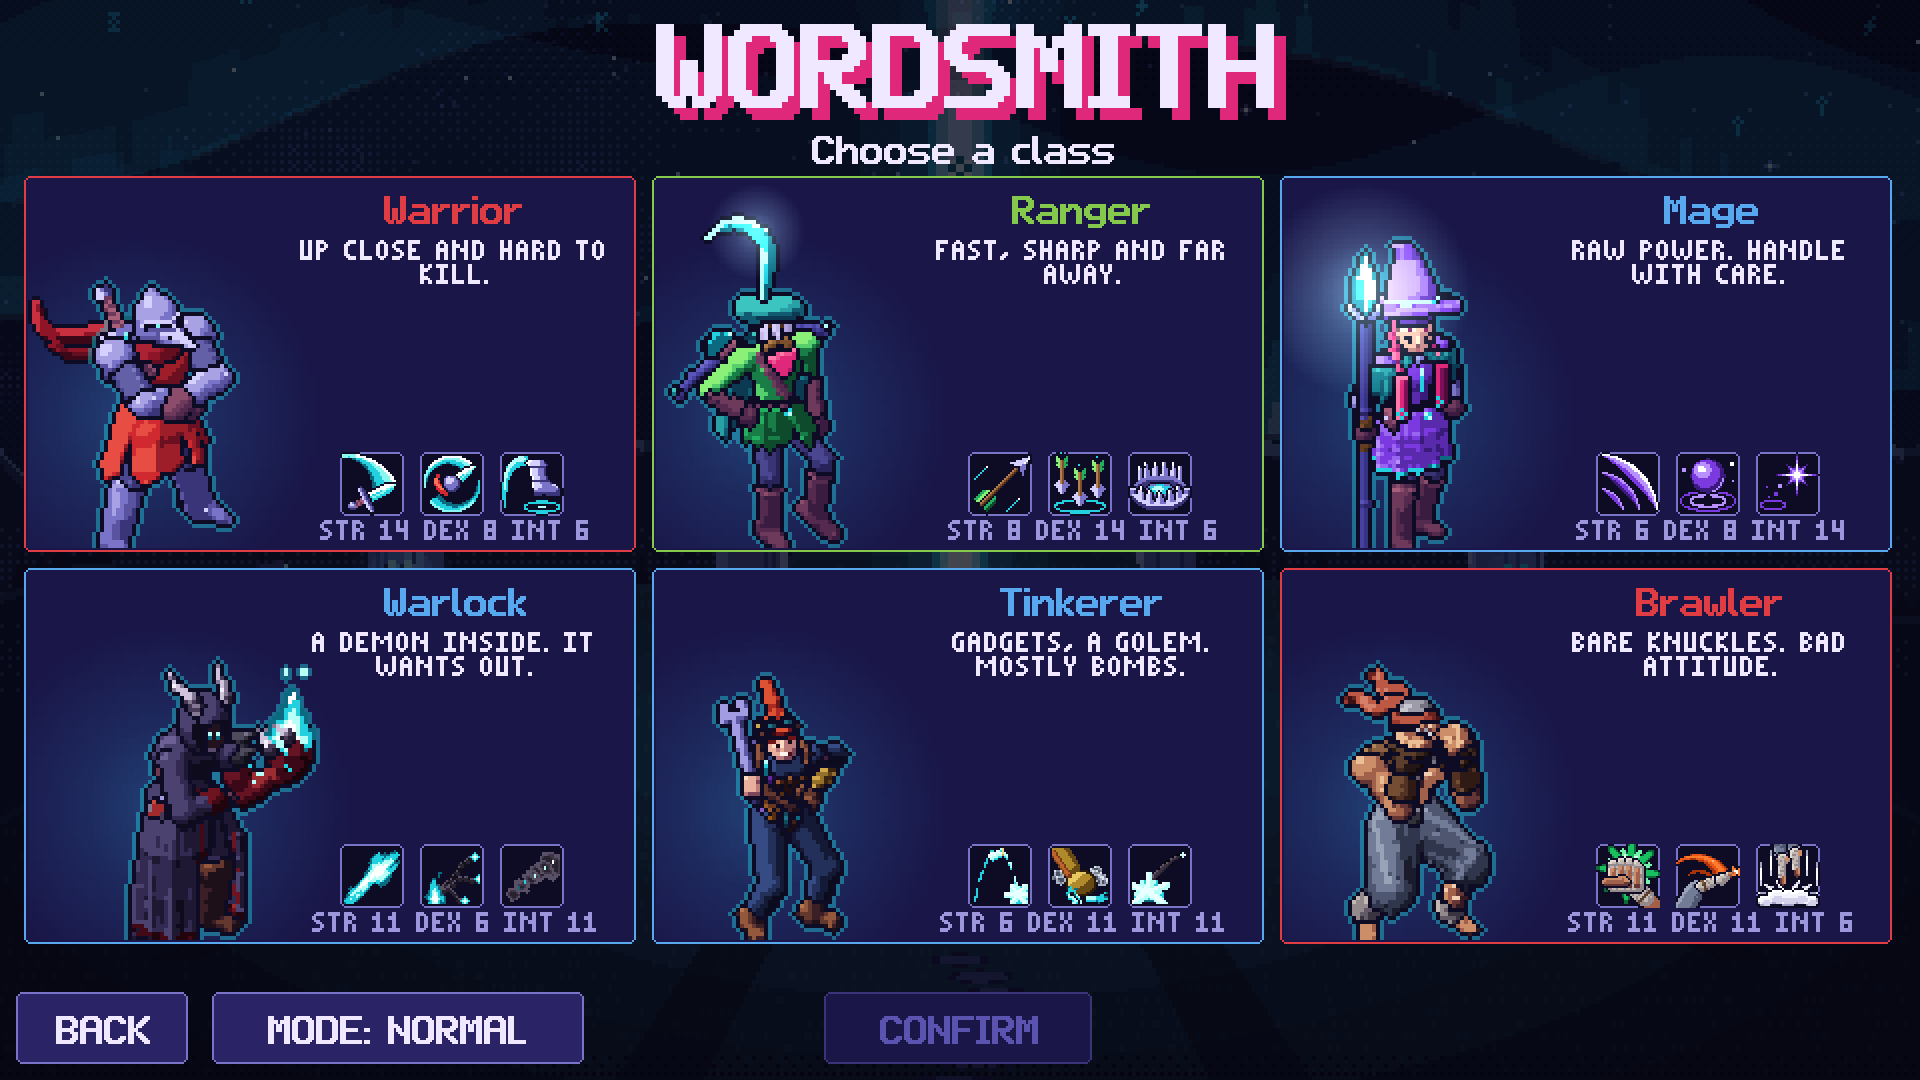 WORDSMITH
Choose a class
Warrior
UP CLOSE AND HARD TO
KILL.
STR 14 DEX 8 INT 6
Ranger
FAST, SHARP AND FAR
AWAY.
STR 8 DEX 14 INT 6
Mage
RAW POWER. HANDLE
WITH CARE.
STR 6 DEX 8 INT 14
Warlock
A DEMON INSIDE. IT
WANTS OUT.
STR 11 DEX 6 INT 11
Tinkerer
GADGETS, A GOLEM.
MOSTLY BOMBS.
STR 6 DEX 11 INT 11
Brawler
BARE KNUCKLES. BAD
ATTITUDE.
STR 11 DEX 11 INT 6
BACK
MODE: NORMAL
CONFIRM